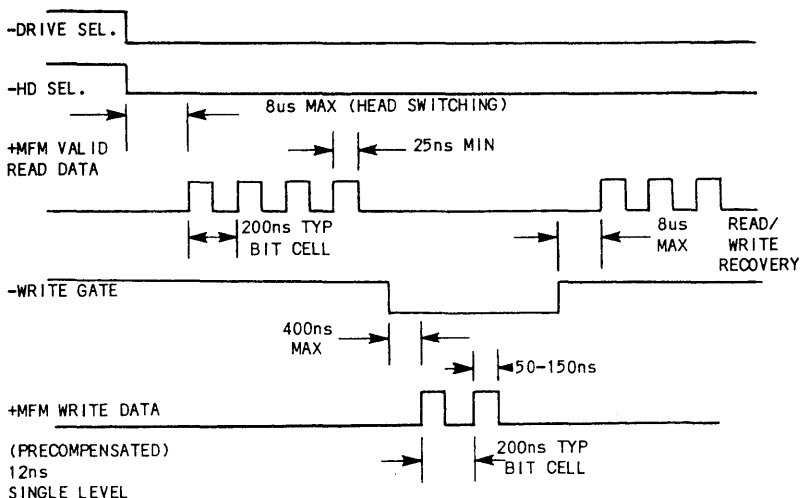 -DRIVE SEL.
-HD SEL.
8us MAX (HEAD SWITCHING)
+MFM VALID
READ DATA
25ns MIN
200ns TYP
BIT CELL
8us
MAX
READ/
WRITE
RECOVERY
-WRITE GATE
400ns
MAX
50-150ns
+MFM WRITE DATA
(PRECOMPENSATED)
12ns
SINGLE LEVEL
200ns TYP
BIT CELL